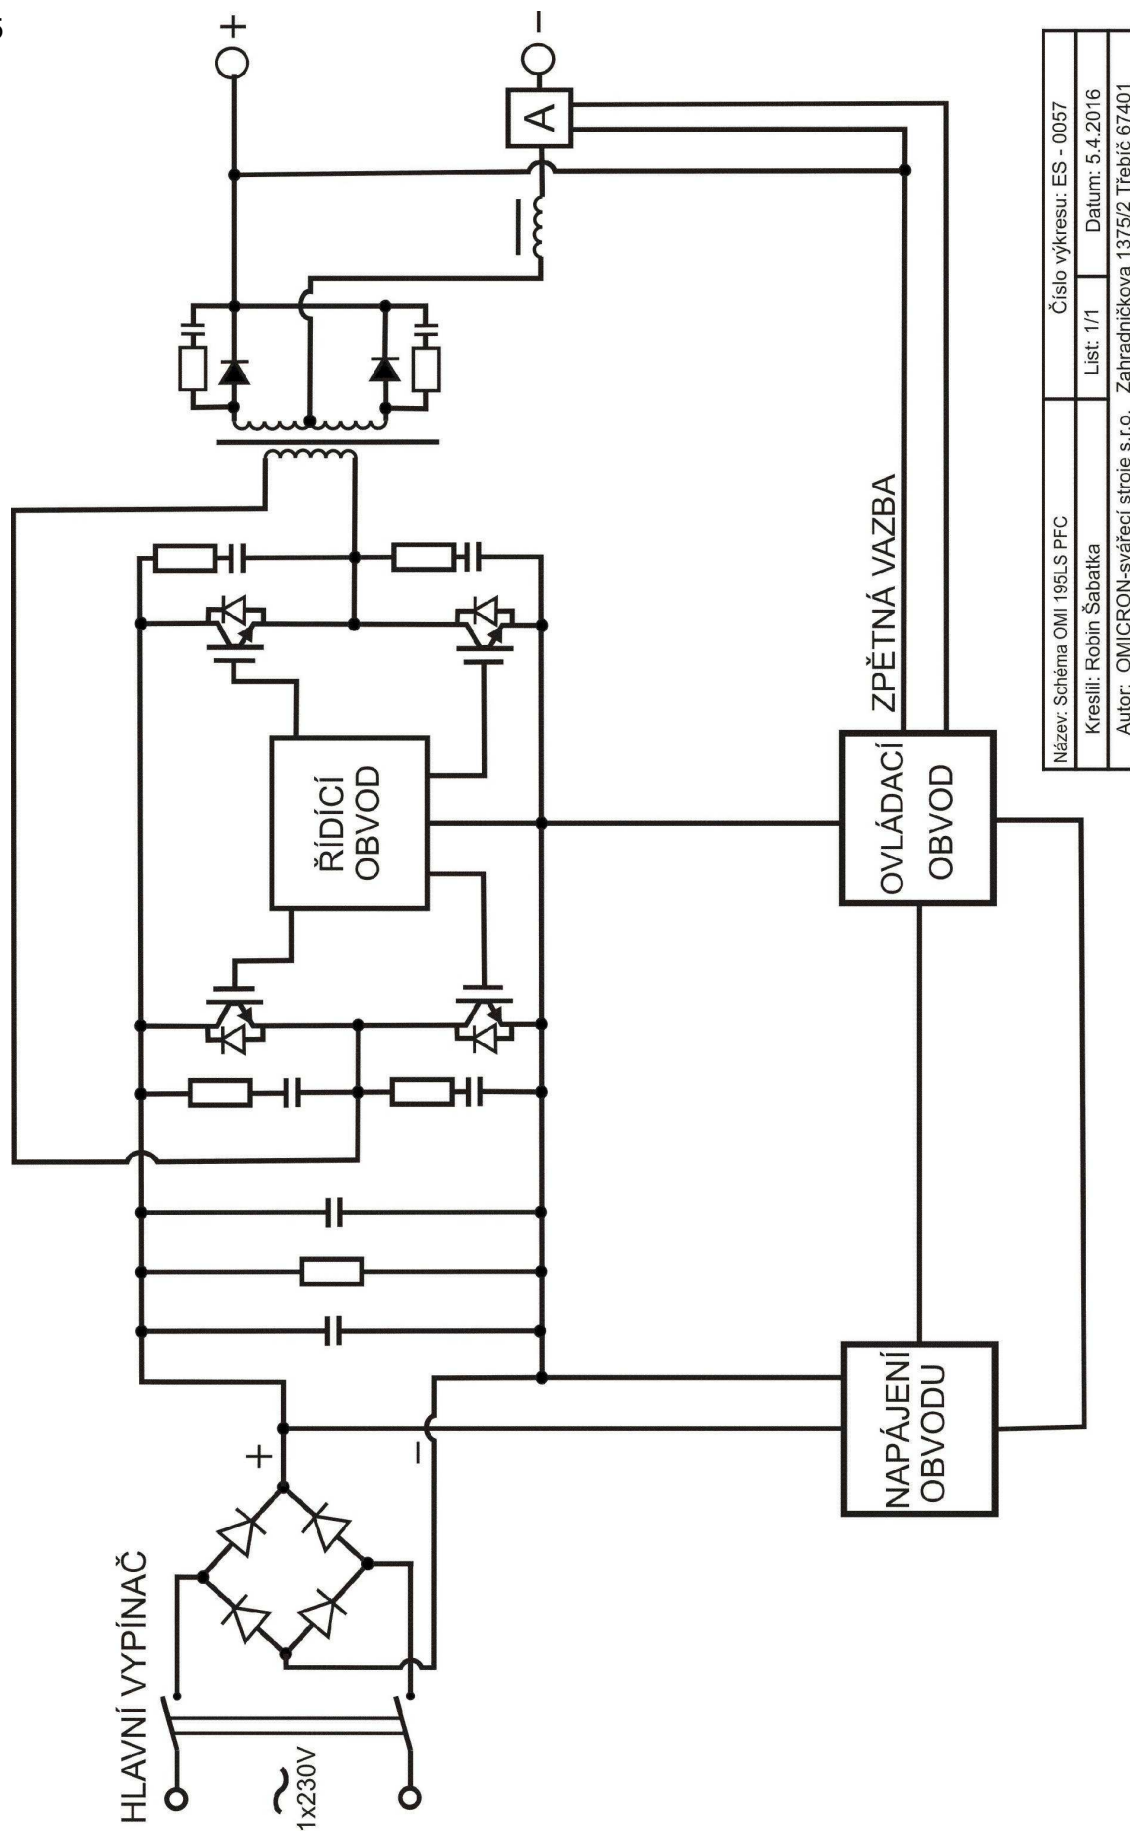 HLAVNÍ VYPÍNAČ
1x230V
+
−
ŘÍDÍCÍ
OBVOD
+
−
A
NAPÁJENÍ
OBVODU
OVLÁDACÍ
OBVOD
ZPĚTNÁ VAZBA
Název: Schéma OMI 195LS PFC
Číslo výkresu: ES - 0057
Kreslil: Robin Šabatka
List: 1/1
Datum: 5.4.2016
Autor: OMICRON-svářecí stroje s.r.o. Zahradníčkova 1375/2 Třebíč 67401